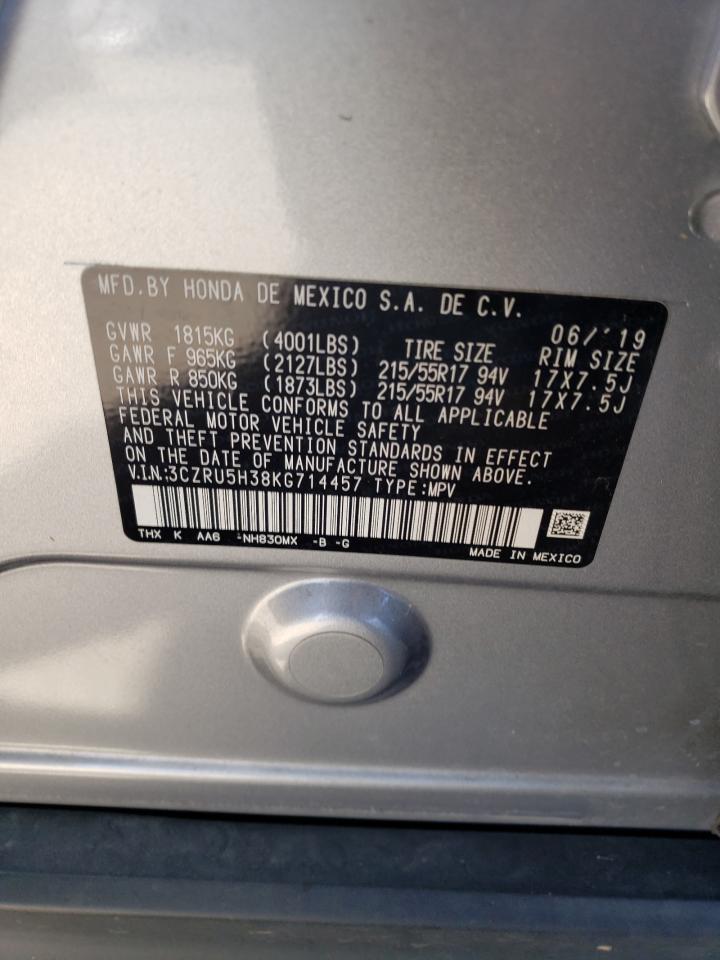 MFD.BY HONDA DE MEXICO S.A. DE C.V.
06/'19
GVWR 1815KG (4001LBS) TIRE SIZE RIM SIZE
GAWR F 965KG (2127LBS) 215/55R17 94V 17X7.5J
GAWR R 850KG (1873LBS) 215/55R17 94V 17X7.5J
THIS VEHICLE CONFORMS TO ALL APPLICABLE
FEDERAL MOTOR VEHICLE SAFETY
AND THEFT PREVENTION STANDARDS IN EFFECT
ON THE DATE OF MANUFACTURE SHOWN ABOVE.
V.I.N:3CZRU5H38KG714457 TYPE:MPV
THX K AA6 -NH830MX -B -G
MADE IN MEXICO